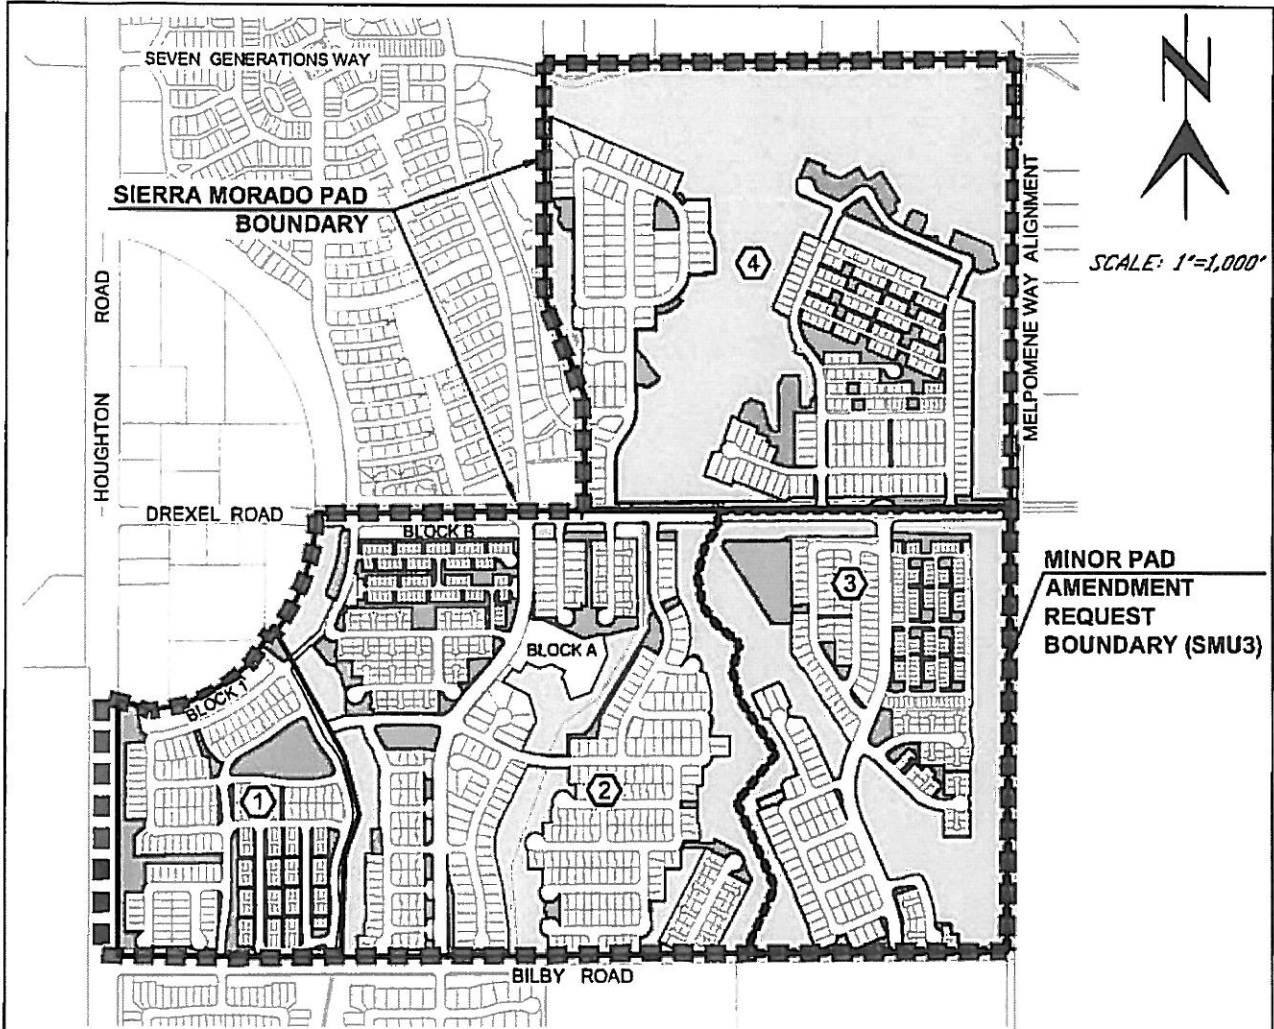 SEVEN GENERATIONS WAY
N
SIERRA MORADO PAD
BOUNDARY
SCALE: 1"=1,000'
HOUGHTON ROAD
MELPOMENE WAY ALIGNMENT
4
DREXEL ROAD
BLOCK B
MINOR PAD
AMENDMENT
REQUEST
BOUNDARY (SMU3)
3
BLOCK A
BLOCK 1
1
2
BILBY ROAD